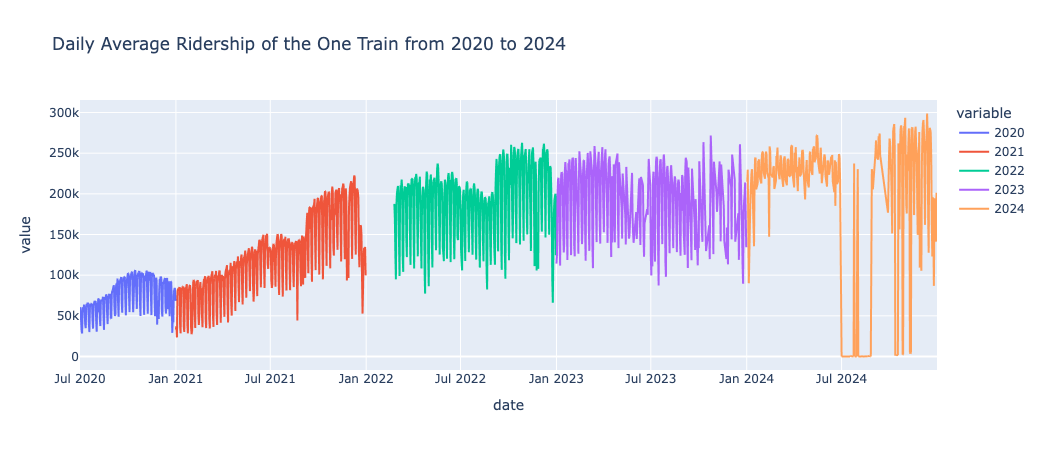 Daily Average Ridership of the One Train from 2020 to 2024
300k
250k
200k
150k
100k
50k
0
value
Jul 2020 Jan 2021 Jul 2021 Jan 2022 Jul 2022 Jan 2023 Jul 2023 Jan 2024 Jul 2024
date
variable
2020
2021
2022
2023
2024